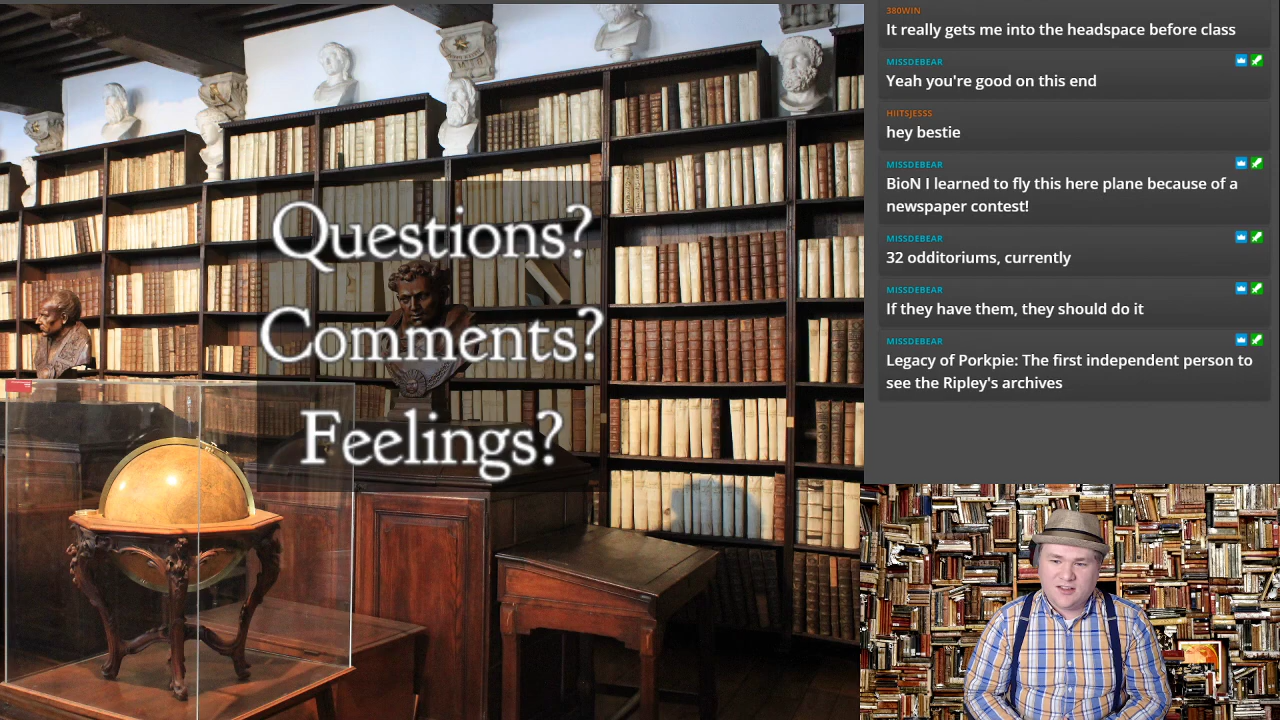 Questions?
Comments?
Feelings?
380WIN
It really gets me into the headspace before class
MISSDEBEAR
Yeah you're good on this end
HIITSJESSS
hey bestie
MISSDEBEAR
BioN I learned to fly this here plane because of a
newspaper contest!
MISSDEBEAR
32 odditoriums, currently
MISSDEBEAR
If they have them, they should do it
MISSDEBEAR
Legacy of Porkpie: The first independent person to
see the Ripley's archives